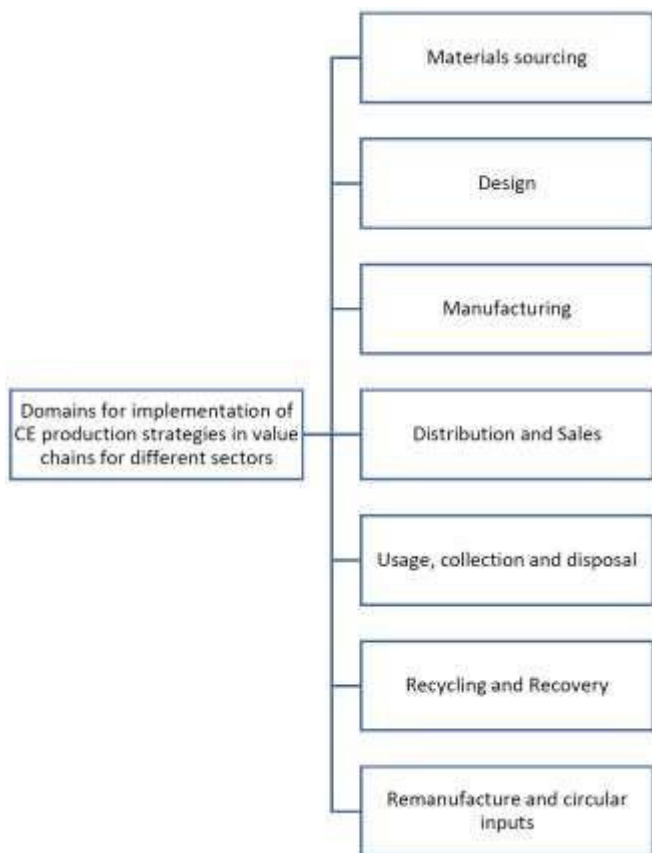 Materials sourcing
Design
Manufacturing
Domains for implementation of
CE production strategies in value
chains for different sectors
Distribution and Sales
Usage, collection and disposal
Recycling and Recovery
Remanufacture and circular
inputs